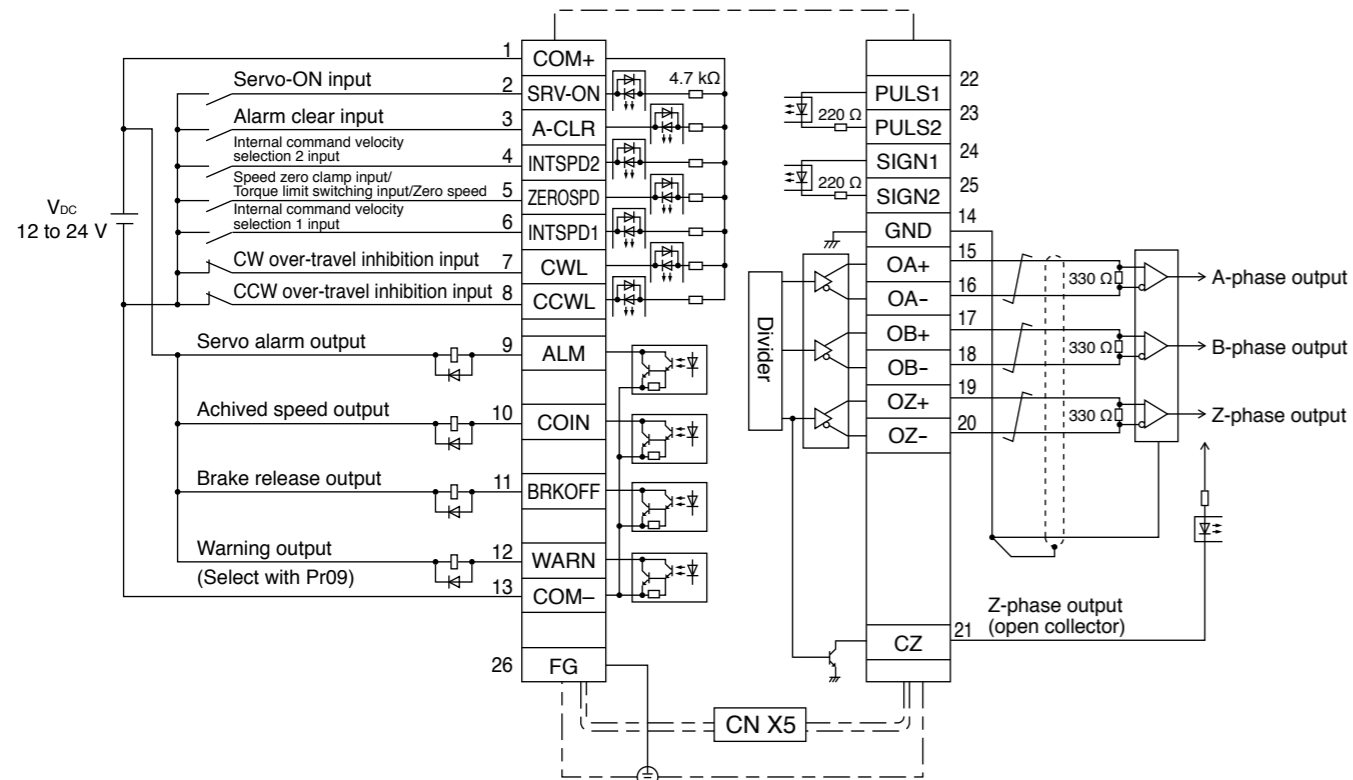 1
COM+
Servo-ON input
2
SRV-ON
4.7 kΩ
Alarm clear input
3
A-CLR
Internal command velocity
selection 2 input
4
INTSPD2
Speed zero clamp input/
Torque limit switching input/Zero speed
5
ZEROSPD
Internal command velocity
selection 1 input
6
INTSPD1
CW over-travel inhibition input
7
CWL
CCW over-travel inhibition input
8
CCWL
VDC
12 to 24 V
Servo alarm output
9
ALM
Achived speed output
10
COIN
Brake release output
11
BRKOFF
Warning output
(Select with Pr09)
12
WARN
13
COM–
26
FG
22
PULS1
220 Ω
23
PULS2
24
SIGN1
220 Ω
25
SIGN2
14
GND
15
OA+
16
OA–
330 Ω
A-phase output
17
OB+
18
OB–
330 Ω
B-phase output
19
OZ+
20
OZ–
330 Ω
Z-phase output
Divider
Z-phase output
(open collector)
21
CZ
CN X5